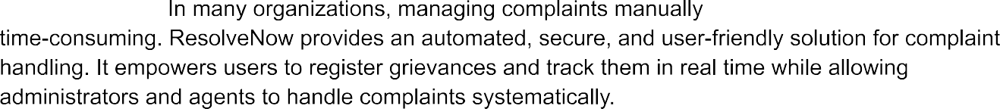 In many organizations, managing complaints manually
time-consuming. ResolveNow provides an automated, secure, and user-friendly solution for complaint
handling. It empowers users to register grievances and track them in real time while allowing
administrators and agents to handle complaints systematically.